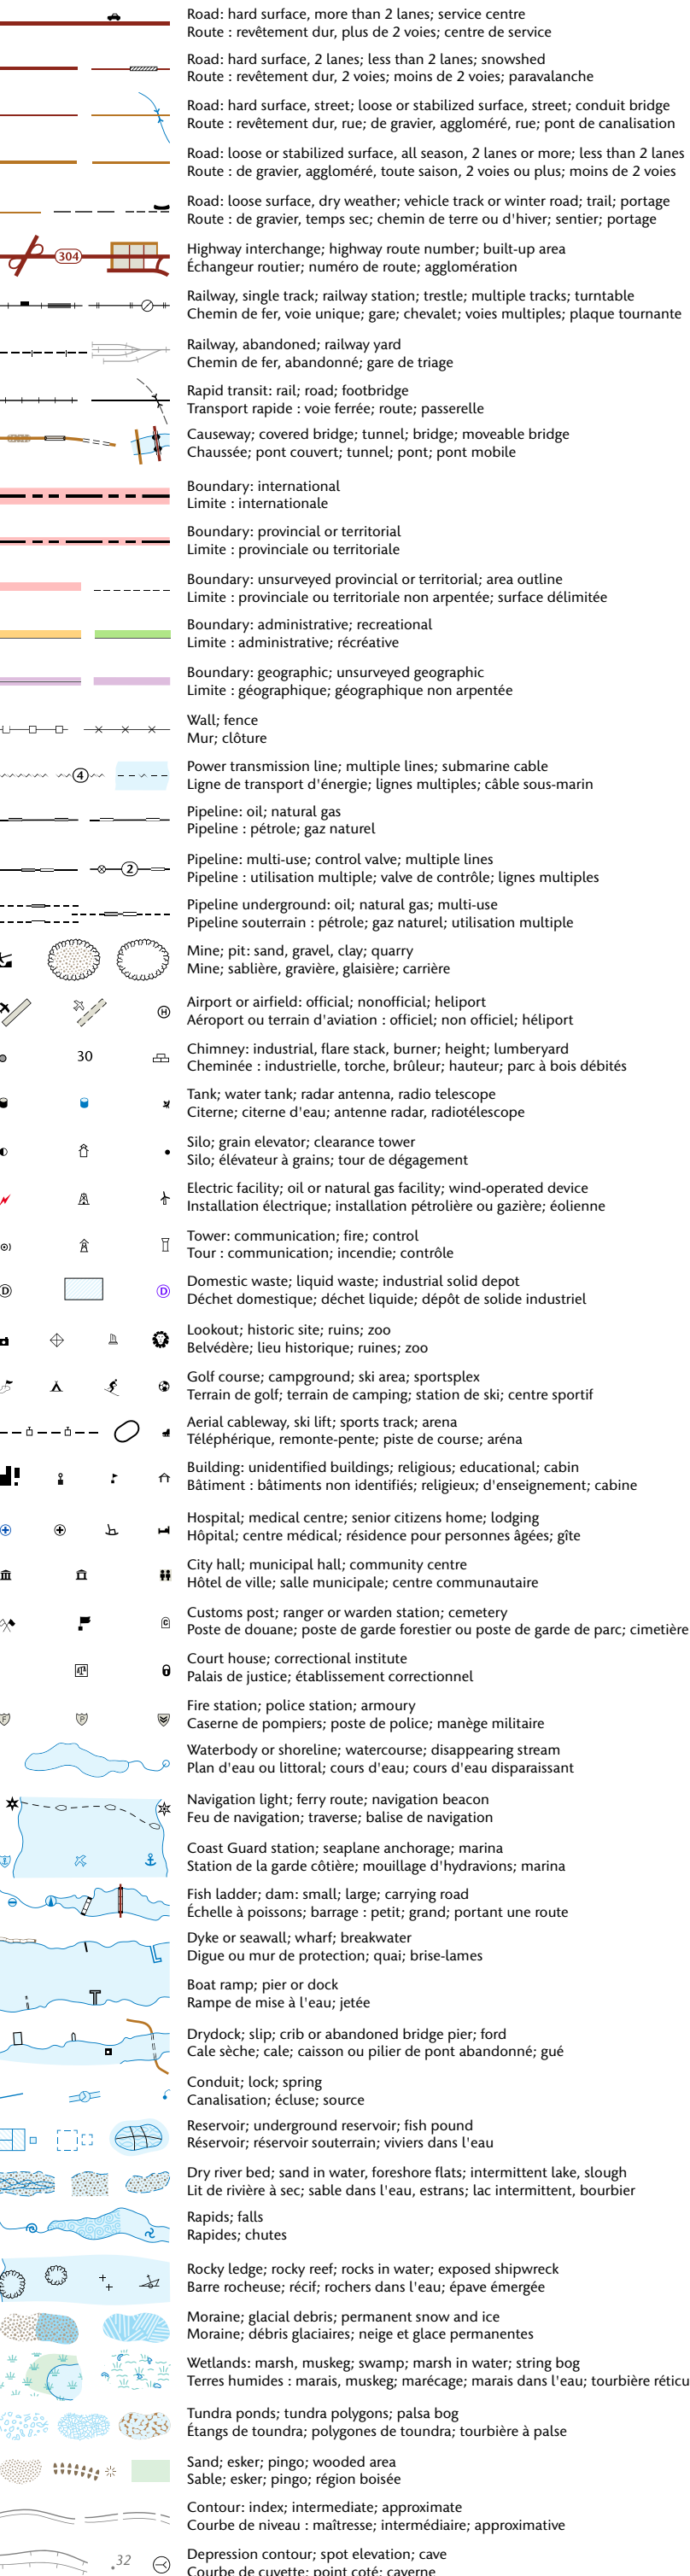 Road: hard surface, more than 2 lanes; service centre
Route : revêtement dur, plus de 2 voies; centre de service
Road: hard surface, 2 lanes; less than 2 lanes; snowshed
Route : revêtement dur, 2 voies; moins de 2 voies; paravalanche
Road: hard surface, street; loose or stabilized surface, street; conduit bridge
Route : revêtement dur, rue; de gravier, aggloméré, rue; pont de canalisation
Road: loose or stabilized surface, all season, 2 lanes or more; less than 2 lanes
Route : de gravier, aggloméré, toute saison, 2 voies ou plus; moins de 2 voies
Road: loose surface, dry weather; vehicle track or winter road; trail; portage
Route : de gravier, temps sec; chemin de terre ou d'hiver; sentier; portage
304
Highway interchange; highway route number; built-up area
Échangeur routier; numéro de route; agglomération
Railway, single track; railway station; trestle; multiple tracks; turntable
Chemin de fer, voie unique; gare; chevalet; voies multiples; plaque tournante
Railway, abandoned; railway yard
Chemin de fer, abandonné; gare de triage
Rapid transit: rail; road; footbridge
Transport rapide : voie ferrée; route; passerelle
Causeway; covered bridge; tunnel; bridge; moveable bridge
Chaussée; pont couvert; tunnel; pont; pont mobile
Boundary: international
Limite : internationale
Boundary: provincial or territorial
Limite : provinciale ou territoriale
Boundary: unsurveyed provincial or territorial; area outline
Limite : provinciale ou territoriale non arpentée; surface délimitée
Boundary: administrative; recreational
Limite : administrative; récréative
Boundary: geographic; unsurveyed geographic
Limite : géographique; géographique non arpentée
Wall; fence
Mur; clôture
4
Power transmission line; multiple lines; submarine cable
Ligne de transport d'énergie; lignes multiples; câble sous-marin
Pipeline: oil; natural gas
Pipeline : pétrole; gaz naturel
2
Pipeline: multi-use; control valve; multiple lines
Pipeline : utilisation multiple; valve de contrôle; lignes multiples
Pipeline underground: oil; natural gas; multi-use
Pipeline souterrain : pétrole; gaz naturel; utilisation multiple
Mine; pit: sand, gravel, clay; quarry
Mine; sablière, gravière, glaisière; carrière
H
Airport or airfield: official; nonofficial; heliport
Aéroport ou terrain d'aviation : officiel; non officiel; héliport
30
Chimney: industrial, flare stack, burner; height; lumberyard
Cheminée : industrielle, torche, brûleur; hauteur; parc à bois débités
Tank; water tank; radar antenna, radio telescope
Citerne; citerne d'eau; antenne radar, radiotélescope
Silo; grain elevator; clearance tower
Silo; élévateur à grains; tour de dégagement
Electric facility; oil or natural gas facility; wind-operated device
Installation électrique; installation pétrolière ou gazière; éolienne
Tower: communication; fire; control
Tour : communication; incendie; contrôle
D D
Domestic waste; liquid waste; industrial solid depot
Déchet domestique; déchet liquide; dépôt de solide industriel
Lookout; historic site; ruins; zoo
Belvédère; lieu historique; ruines; zoo
Golf course; campground; ski area; sportsplex
Terrain de golf; terrain de camping; station de ski; centre sportif
Aerial cableway, ski lift; sports track; arena
Téléphérique, remonte-pente; piste de course; aréna
Building: unidentified buildings; religious; educational; cabin
Bâtiment : bâtiments non identifiés; religieux; d'enseignement; cabine
Hospital, medical centre; senior citizens home; lodging
Hôpital; centre médical; résidence pour personnes âgées; gîte
City hall; municipal hall; community centre
Hôtel de ville; salle municipale; centre communautaire
C
Customs post; ranger or warden station; cemetery
Poste de douane; poste de garde forestier ou poste de garde de parc; cimetière
Court house; correctional institute
Palais de justice; établissement correctionnel
F P
Fire station; police station; armoury
Caserne de pompiers; poste de police; manège militaire
Waterbody or shoreline; watercourse; disappearing stream
Plan d'eau ou littoral; cours d'eau; cours d'eau disparaissant
Navigation light; ferry route; navigation beacon
Feu de navigation; traverse; balise de navigation
Coast Guard station; seaplane anchorage; marina
Station de la garde côtière; mouillage d'hydravions; marina
Fish ladder; dam: small; large; carrying road
Échelle à poissons; barrage : petit; grand; portant une route
Dyke or seawall; wharf; breakwater
Digue ou mur de protection; quai; brise-lames
Boat ramp; pier or dock
Rampe de mise à l'eau; jetée
Drydock; slip; crib or abandoned bridge pier; ford
Cale sèche; cale; caisson ou pilier de pont abandonné; gué
Conduit; lock; spring
Canalisation; écluse; source
Reservoir; underground reservoir; fish pound
Réservoir; réservoir souterrain; viviers dans l'eau
Dry river bed; sand in water, foreshore flats; intermittent lake, slough
Lit de rivière à sec; sable dans l'eau, estrans; lac intermittent, bourbier
Rapids; falls
Rapides; chutes
Rocky ledge; rocky reef; rocks in water; exposed shipwreck
Barre rocheuse; récif; rochers dans l'eau; épave émergée
Moraine; glacial debris; permanent snow and ice
Moraine; débris glaciaires; neige et glace permanentes
Wetlands: marsh, muskeg; swamp; marsh in water; string bog
Terres humides : marais, muskeg; marécage; marais dans l'eau; tourbière réticu
Tundra ponds; tundra polygons; palsa bog
Étangs de toundra; polygones de toundra; tourbière à palse
Sand; esker; pingo; wooded area
Sable; esker; pingo; région boisée
Contour: index; intermediate; approximate
Courbe de niveau : maîtresse; intermédiaire; approximative
.32
Depression contour; spot elevation; cave
Courbe de cuvette; point coté; caverne